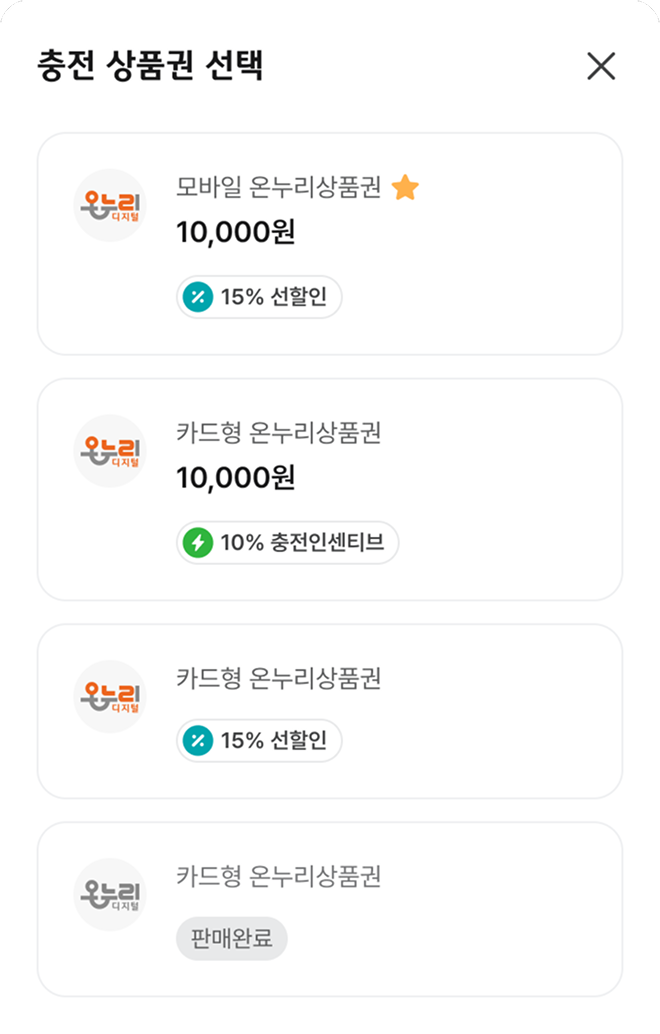 충전 상품권 선택
온누리
디지털
모바일 온누리상품권
10,000원
15% 선할인
온누리
디지털
카드형 온누리상품권
10,000원
10% 충전인센티브
온누리
디지털
카드형 온누리상품권
15% 선할인
온누리
디지털
카드형 온누리상품권
판매완료